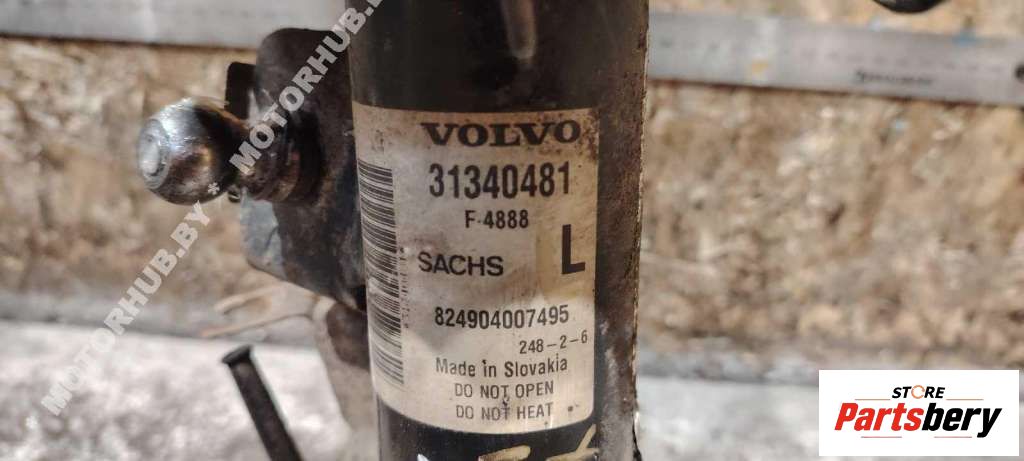 VOLVO
31340481
F-4888
L
SACHS
824904007495
248-2-6
Made in Slovakia
DO NOT OPEN
DO NOT HEAT
* MOTORHUB.BY * MOTORHUB.BY
STORE
Partsbery